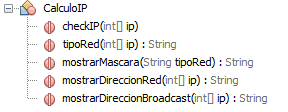 CalculoIP
checkIP(int[] ip)
tipoRed(int[] ip) : String
mostrarMascara(String tipoRed) : String
mostrarDireccionRed(int[] ip) : String
mostrarDireccionBroadcast(int[] ip) : String